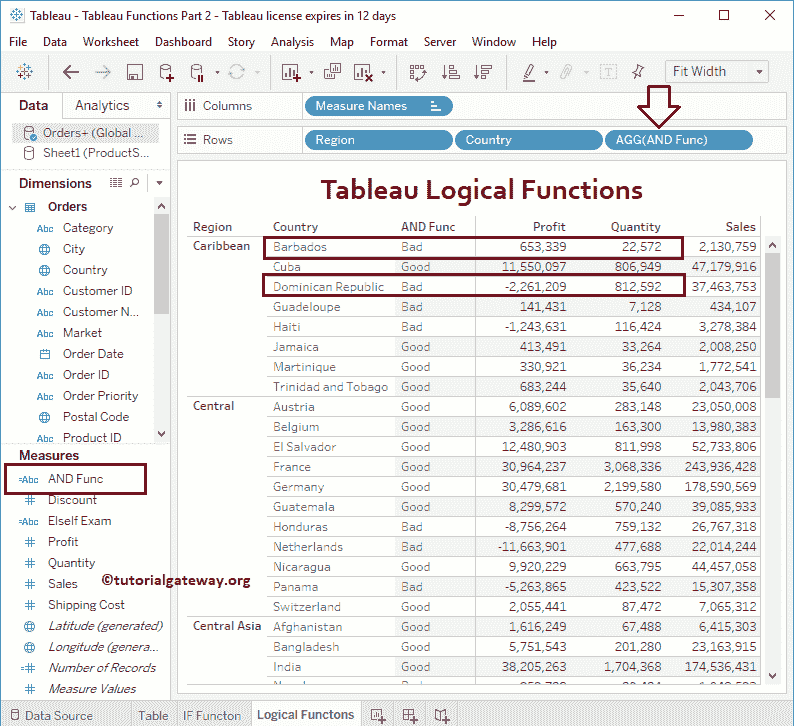 Tableau - Tableau Functions Part 2 - Tableau license expires in 12 days
File Data Worksheet Dashboard Story Analysis Map Format Server Window Help
Fit Width
Data Analytics
Columns Measure Names
Orders+ (Global ...
Sheet1 (ProductS...
Rows Region Country AGG(AND Func)
Dimensions
Orders
Category
City
Country
Customer ID
Customer N...
Market
Order Date
Order ID
Order Priority
Postal Code
Product ID
Measures
AND Func
Discount
ElseIf Exam
Profit
Quantity
Sales
Shipping Cost
Latitude (generated)
Longitude (genera...
Number of Records
Measure Values
©tutorialgateway.org
Tableau Logical Functions
Region Country AND Func Profit Quantity Sales
Caribbean Barbados Bad 653,339 22,572 2,130,759
Cuba Good 11,550,097 806,949 47,179,916
Dominican Republic Bad -2,261,209 812,592 37,463,753
Guadeloupe Bad 141,431 7,128 434,107
Haiti Bad -1,243,631 116,424 3,278,384
Jamaica Good 413,491 33,264 2,008,250
Martinique Good 330,921 36,234 1,772,541
Trinidad and Tobago Good 683,244 35,640 2,043,706
Central Austria Good 6,089,602 283,148 23,050,008
Belgium Good 3,286,616 163,300 13,980,383
El Salvador Good 12,480,903 811,998 52,733,806
France Good 30,964,237 3,068,336 243,936,428
Germany Good 30,479,681 2,199,580 178,590,569
Guatemala Good 8,299,572 570,240 39,085,933
Honduras Bad -8,756,264 759,132 26,767,318
Netherlands Bad -11,663,901 477,688 22,014,244
Nicaragua Good 9,920,229 663,795 44,457,058
Panama Bad -5,263,865 423,522 15,307,358
Switzerland Good 2,055,441 87,472 7,065,312
Central Asia Afghanistan Good 1,616,249 67,488 6,415,303
Bangladesh Good 5,751,543 201,280 23,163,915
India Good 38,205,263 1,704,368 174,536,431
Data Source Table IF Functon Logical Functons